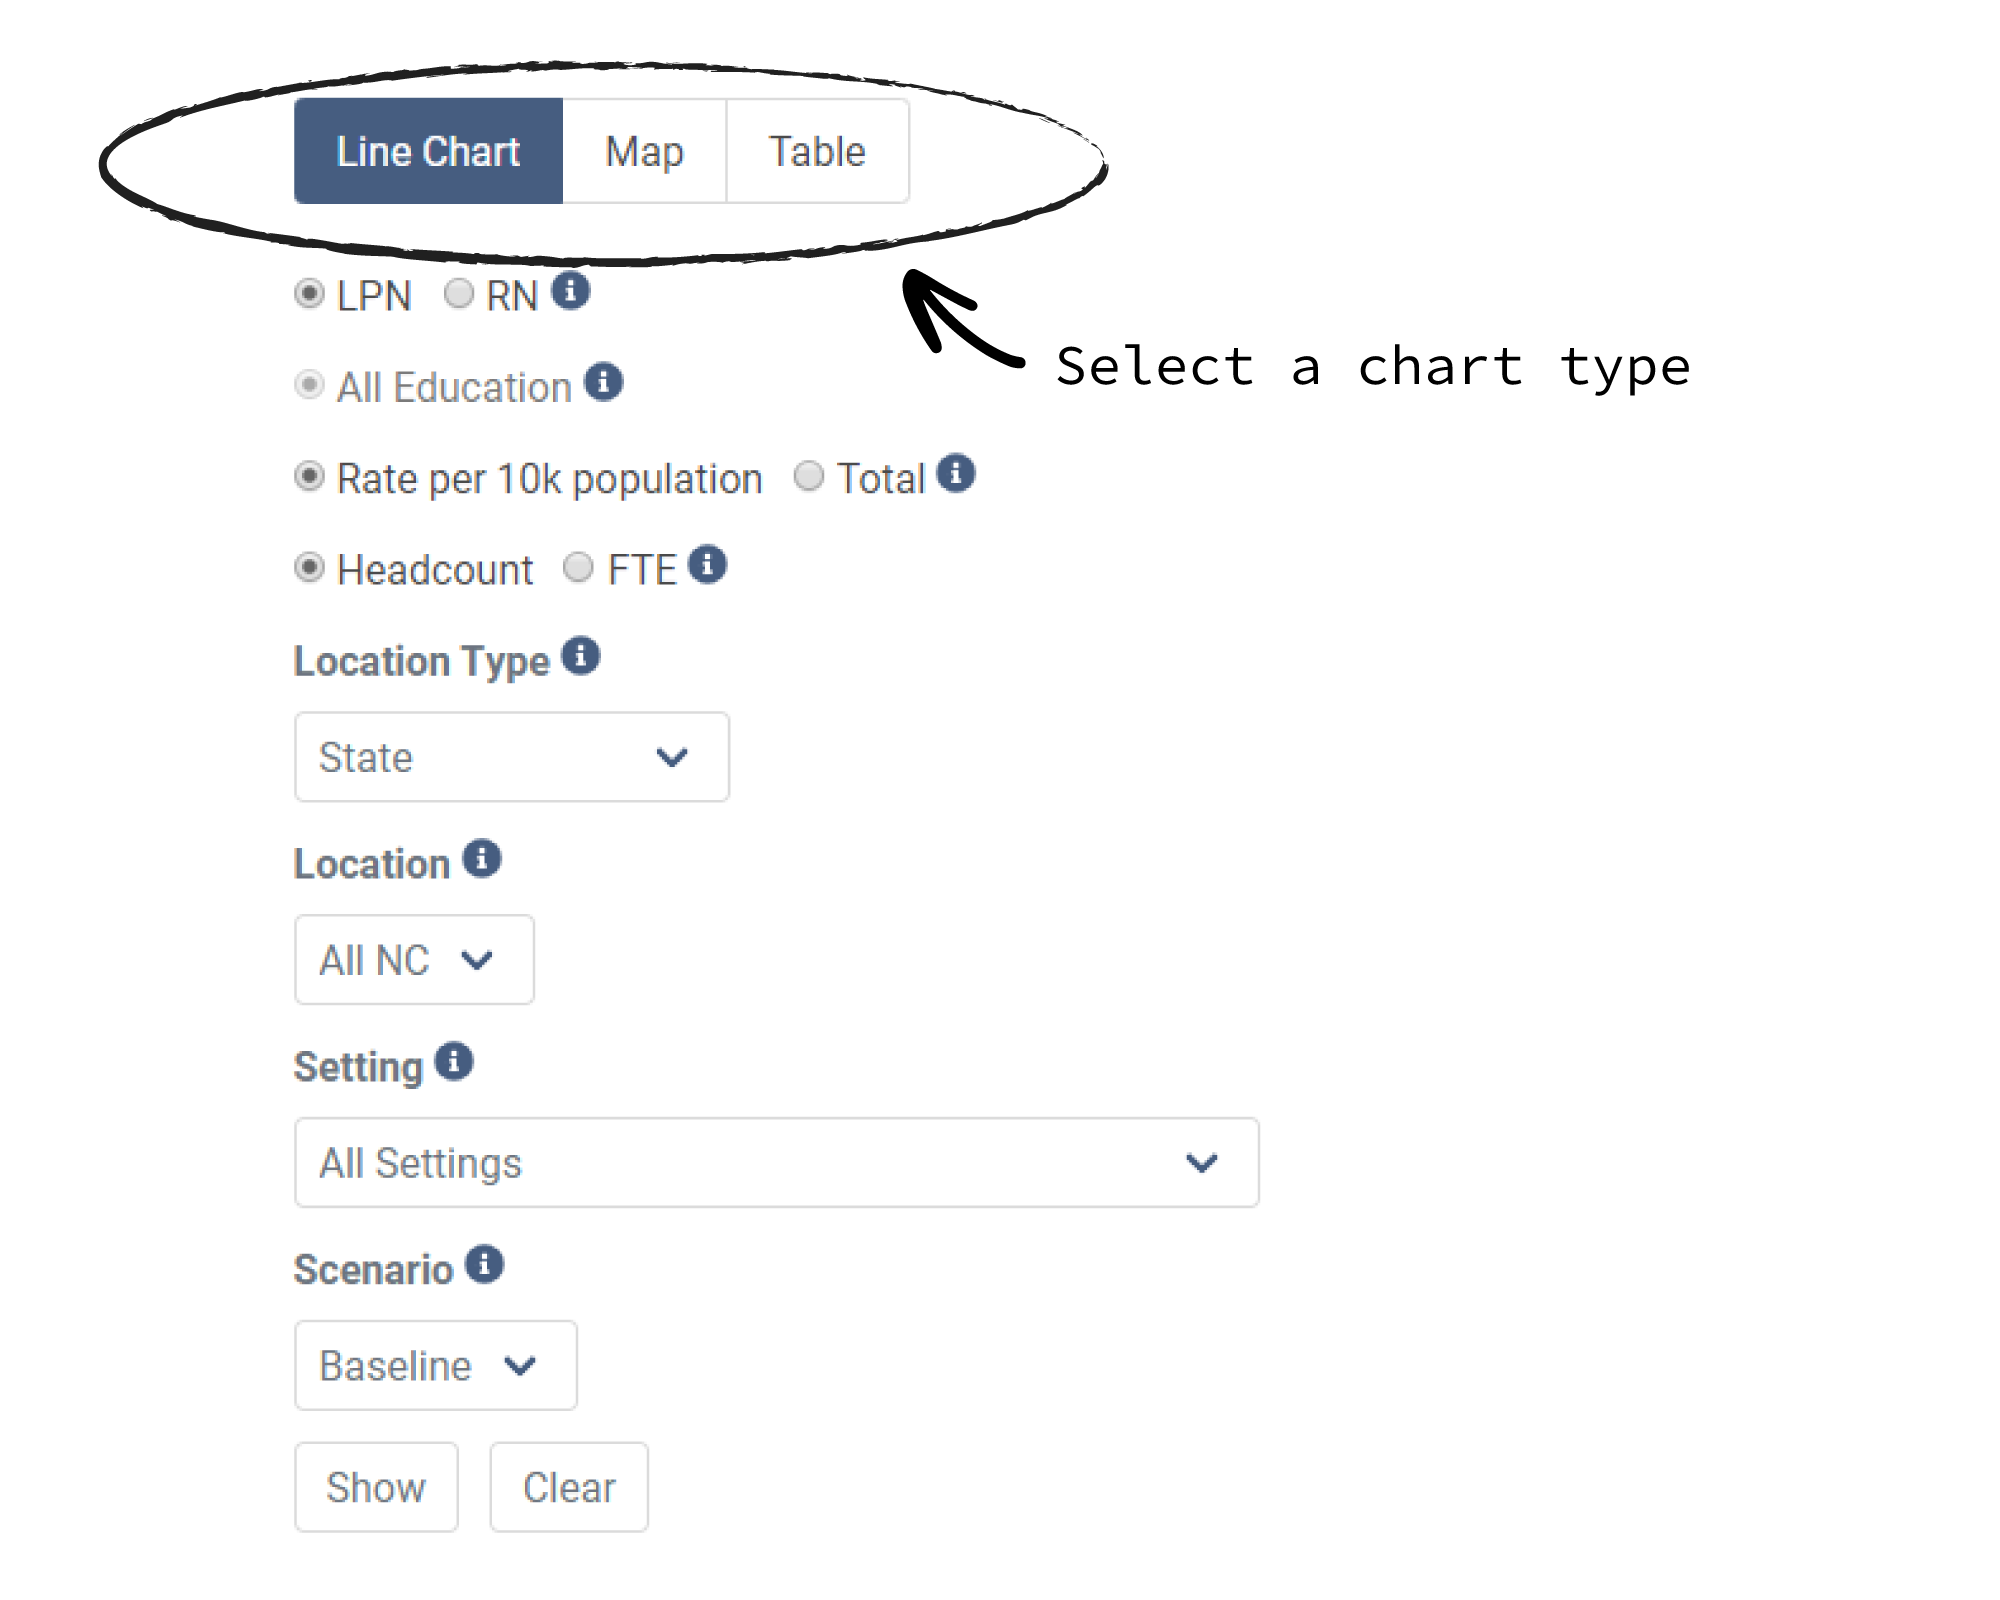 Line Chart Map Table
LPN RN
Select a chart type
All Education
Rate per 10k population Total
Headcount FTE
Location Type
State
Location
All NC
Setting
All Settings
Scenario
Baseline
Show Clear